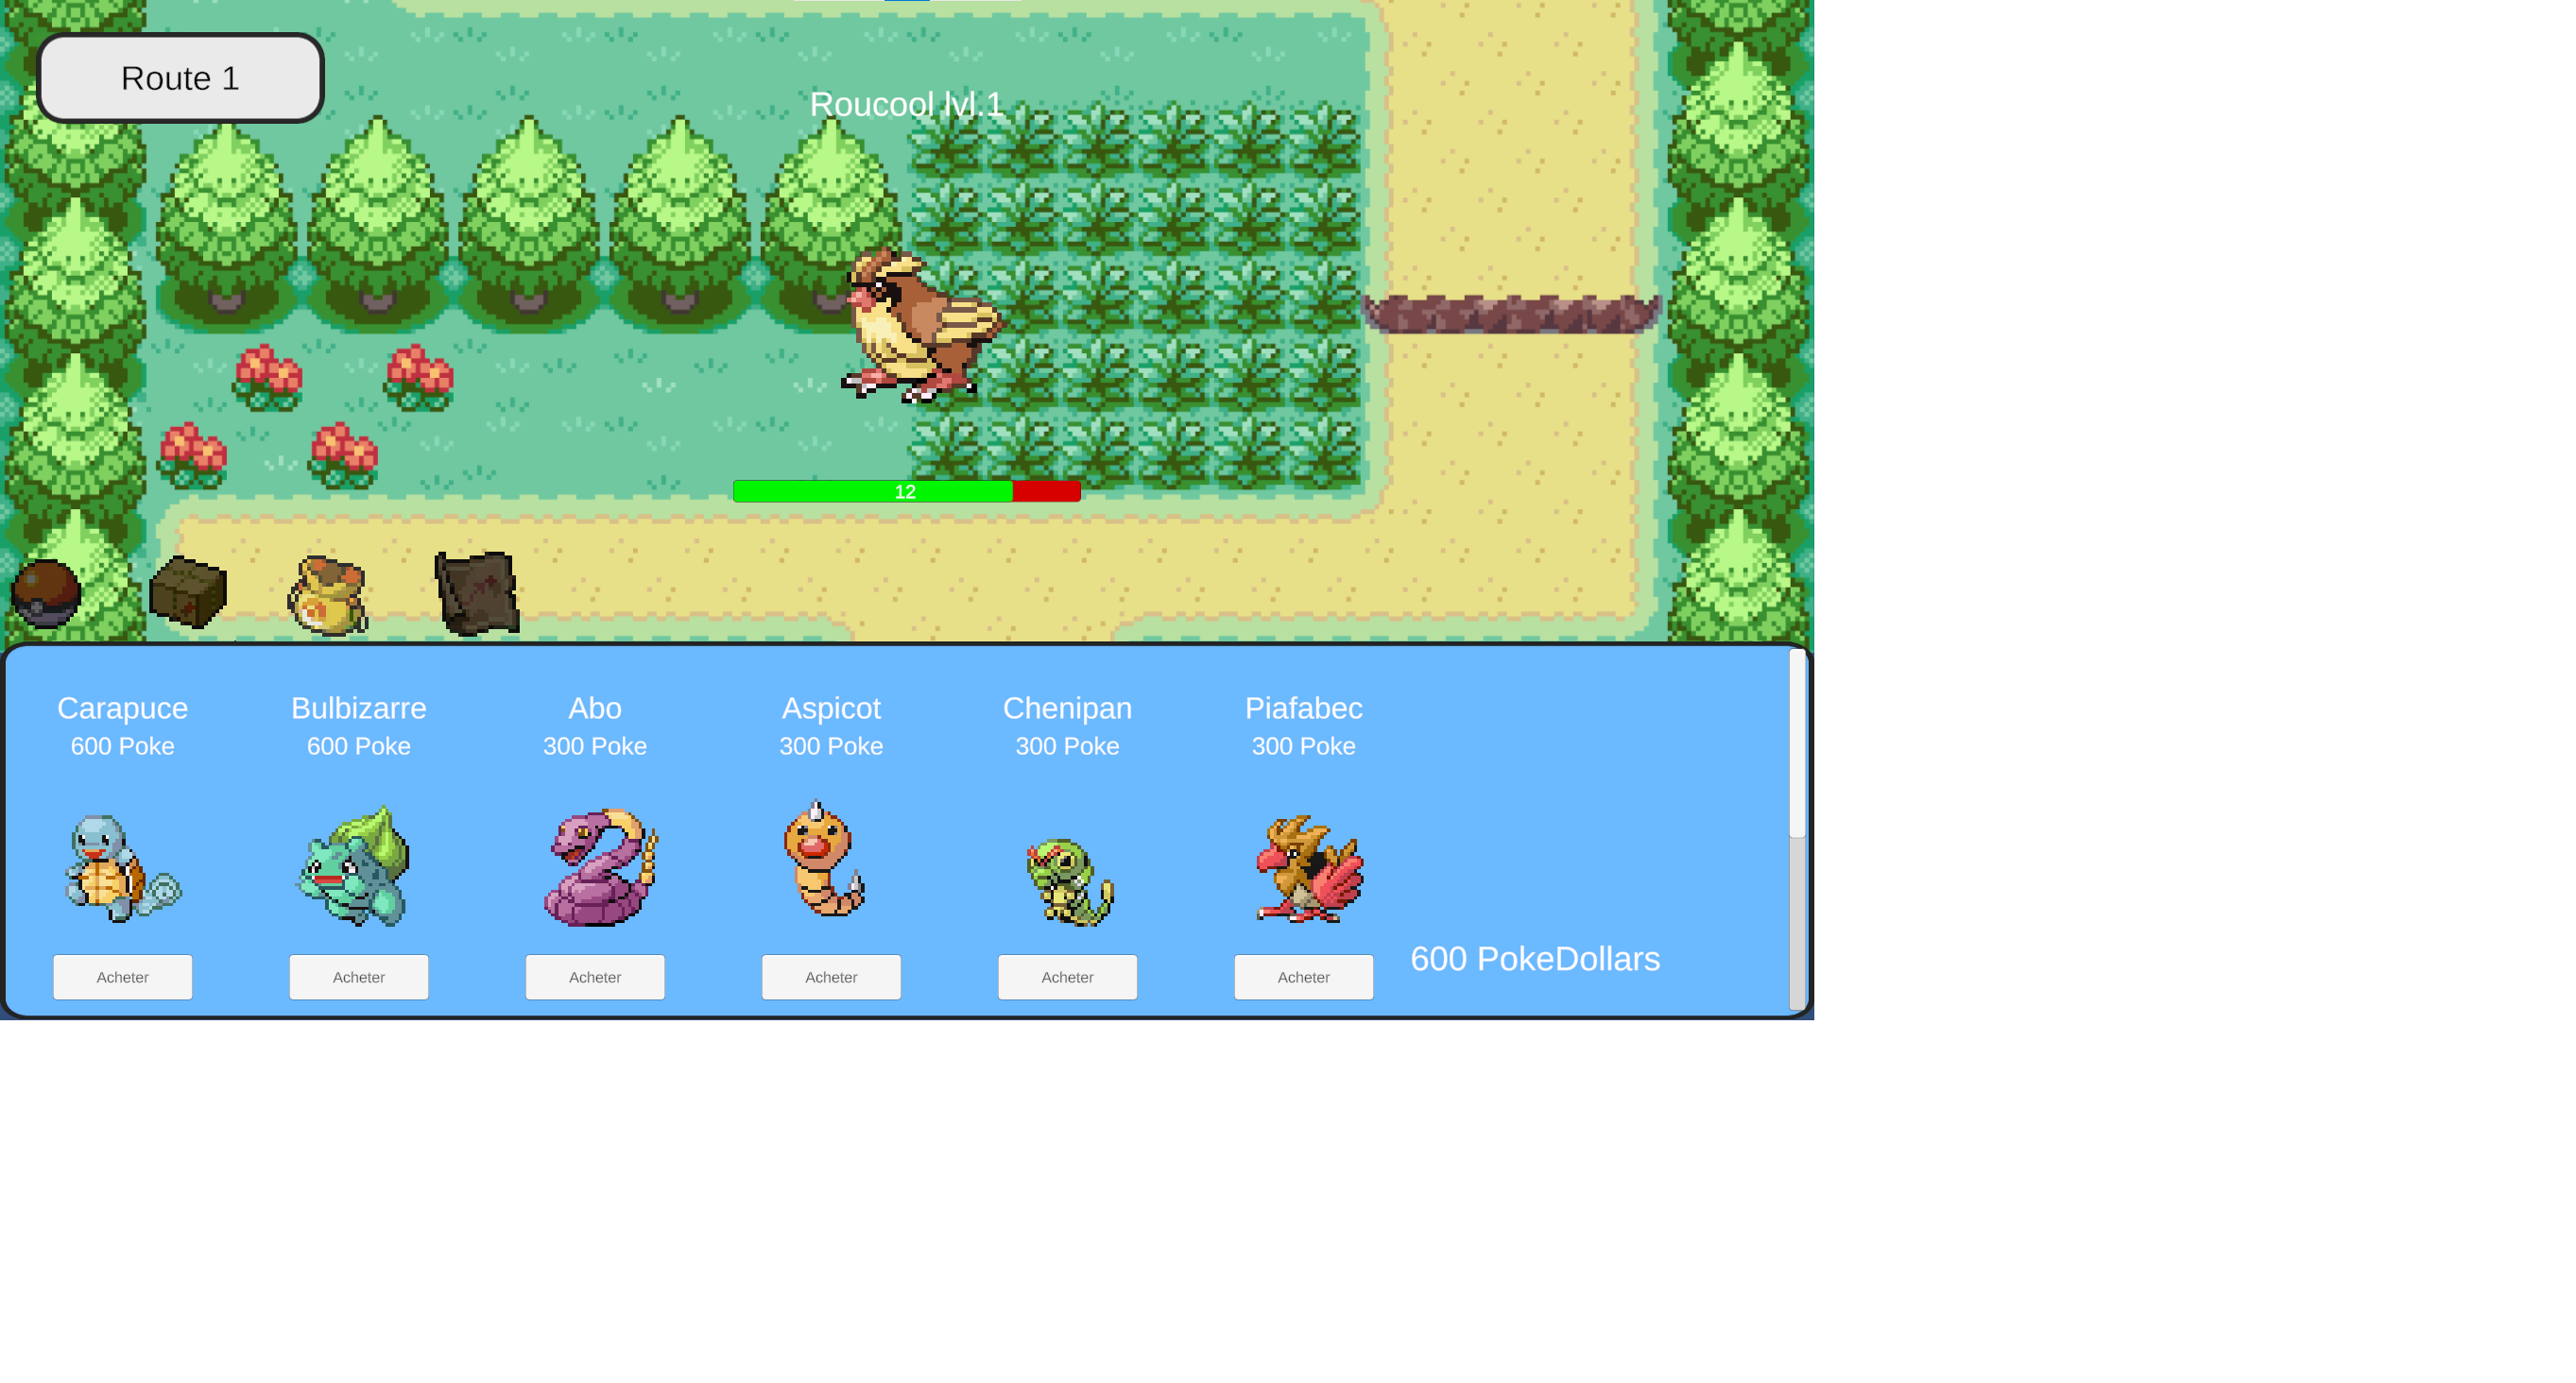 Route 1
Roucool lvl.1
12
Carapuce
600 Poke
Acheter
Bulbizarre
600 Poke
Acheter
Abo
300 Poke
Acheter
Aspicot
300 Poke
Acheter
Chenipan
300 Poke
Acheter
Piafabec
300 Poke
Acheter
600 PokeDollars